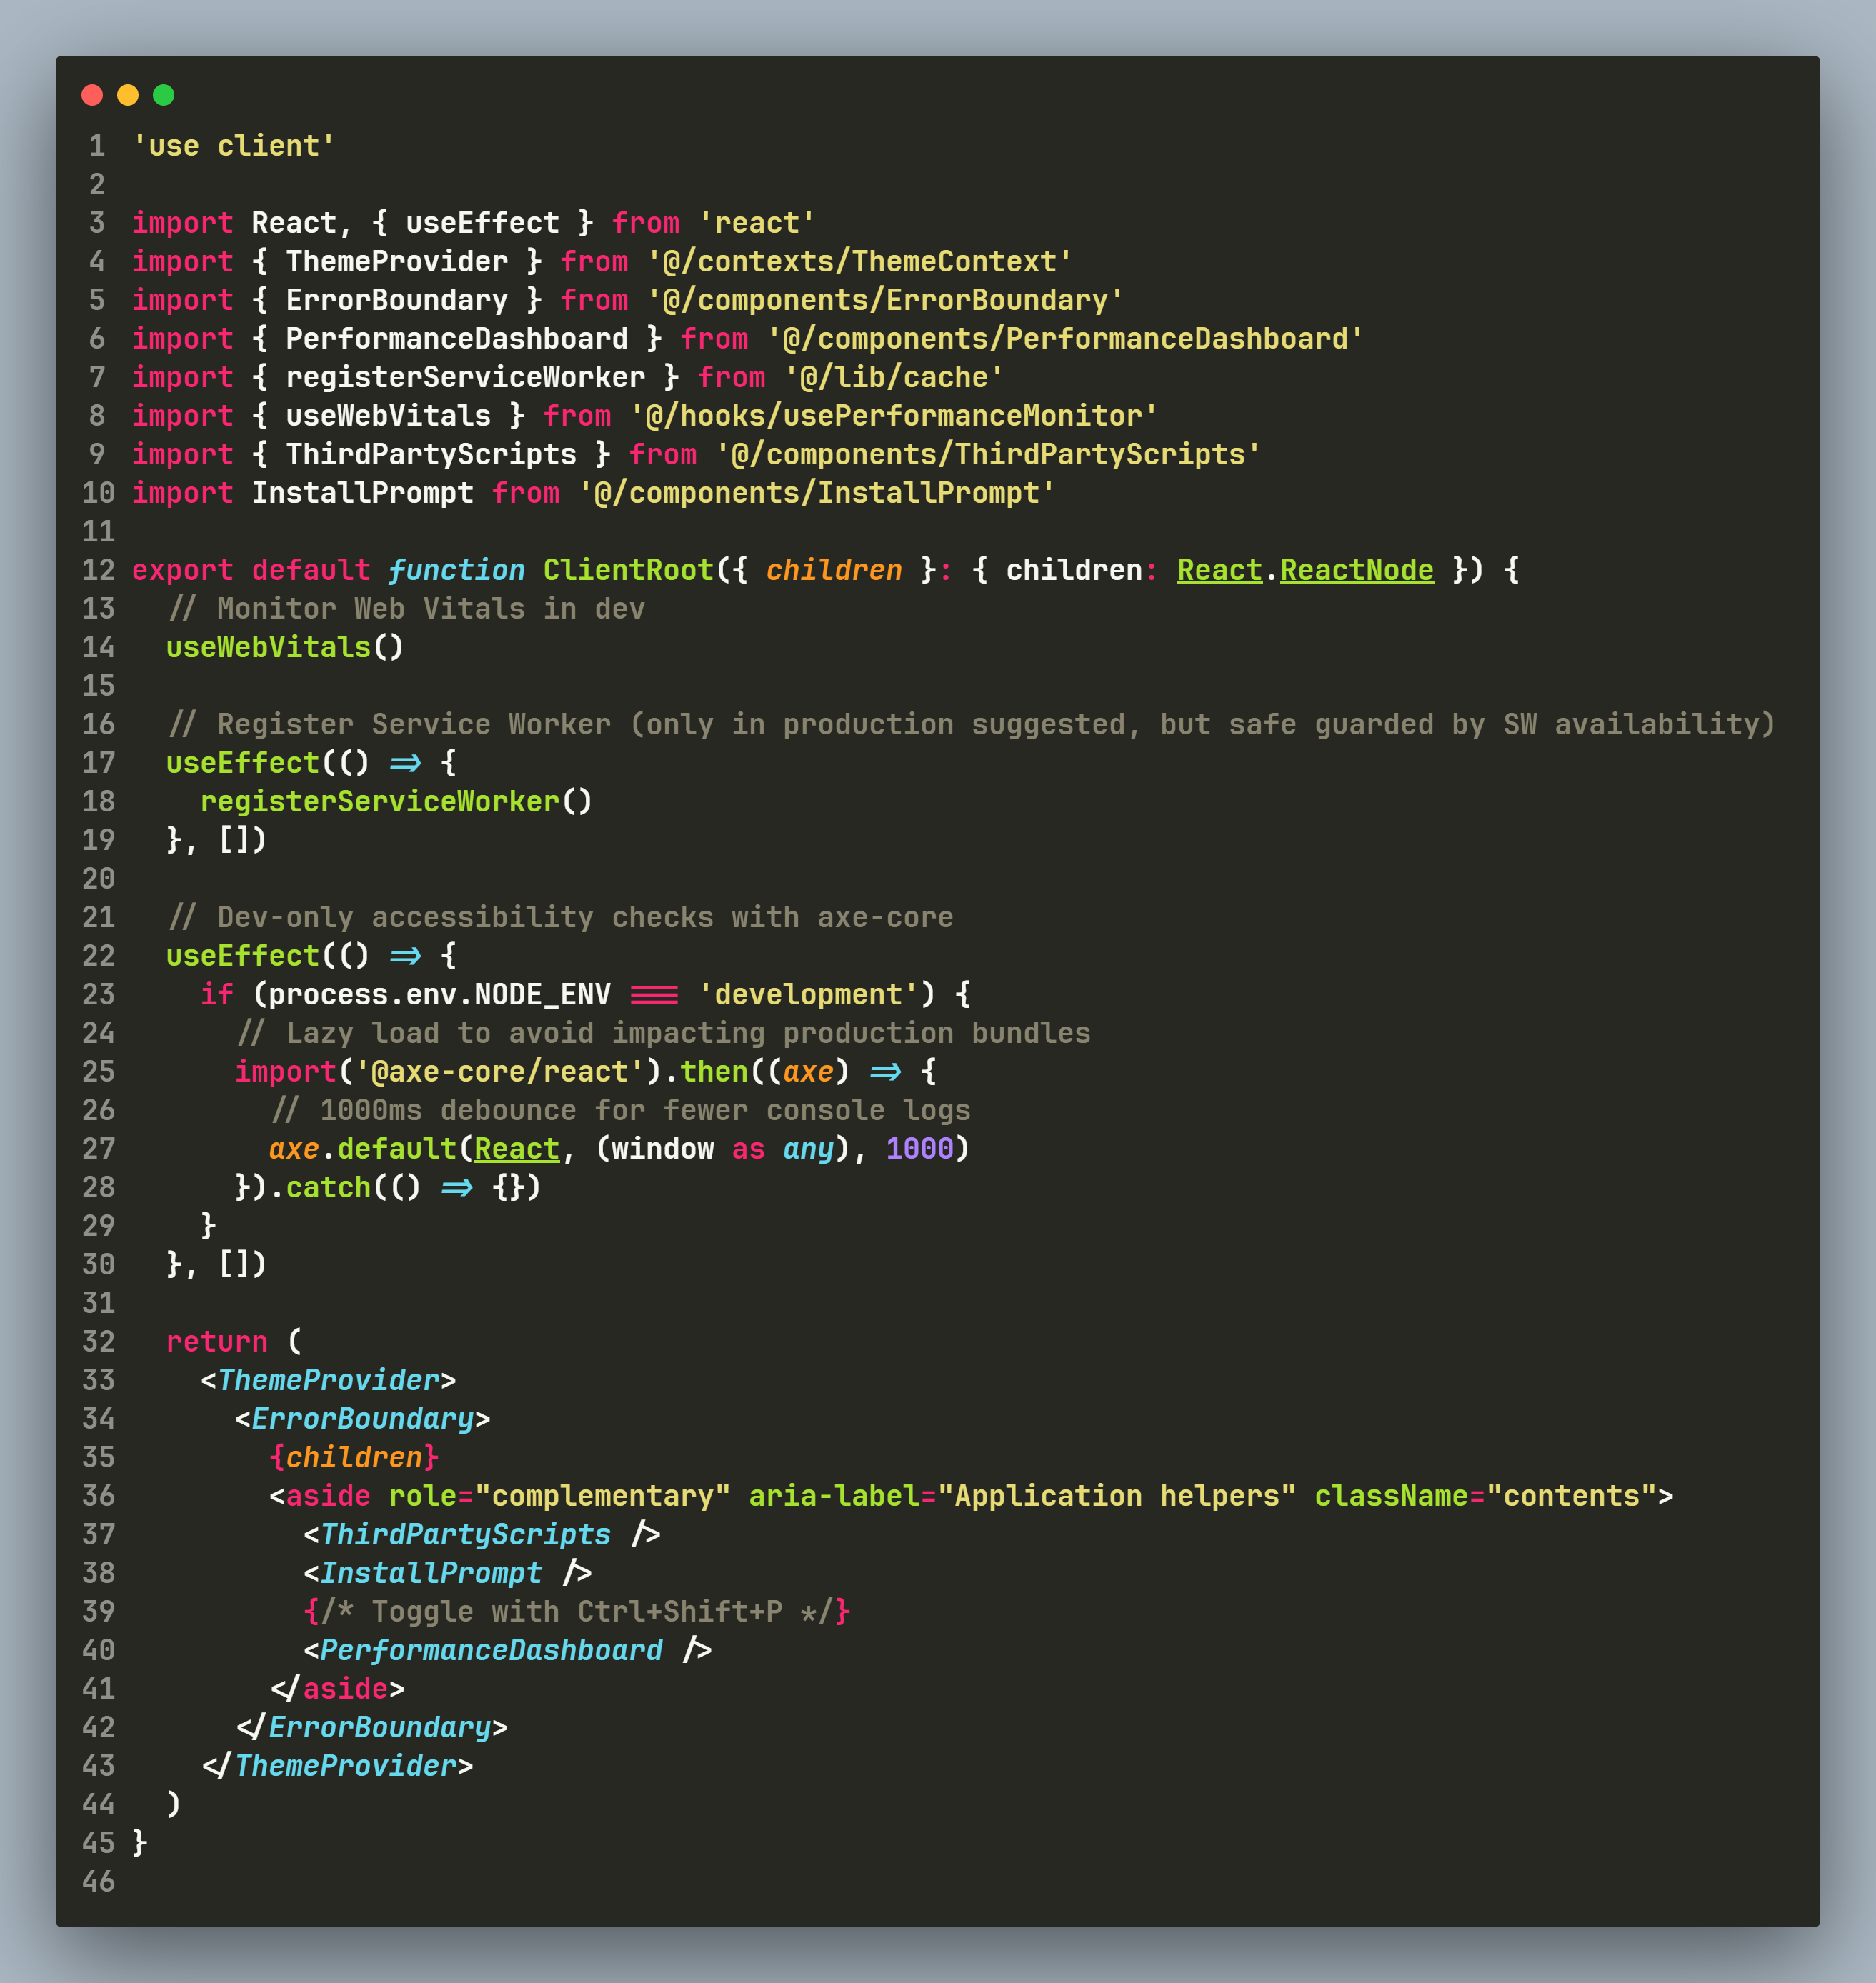 1 'use client'
2
3 import React, { useEffect } from 'react'
4 import { ThemeProvider } from '@/contexts/ThemeContext'
5 import { ErrorBoundary } from '@/components/ErrorBoundary'
6 import { PerformanceDashboard } from '@/components/PerformanceDashboard'
7 import { registerServiceWorker } from '@/lib/cache'
8 import { useWebVitals } from '@/hooks/usePerformanceMonitor'
9 import { ThirdPartyScripts } from '@/components/ThirdPartyScripts'
10 import InstallPrompt from '@/components/InstallPrompt'
11
12 export default function ClientRoot({ children }: { children: React.ReactNode }) {
13   // Monitor Web Vitals in dev
14   useWebVitals()
15
16   // Register Service Worker (only in production suggested, but safe guarded by SW availability)
17   useEffect(() => {
18     registerServiceWorker()
19   }, [])
20
21   // Dev-only accessibility checks with axe-core
22   useEffect(() => {
23     if (process.env.NODE_ENV === 'development') {
24       // Lazy load to avoid impacting production bundles
25       import('@axe-core/react').then((axe) => {
26         // 1000ms debounce for fewer console logs
27         axe.default(React, (window as any), 1000)
28       }).catch(() => {})
29     }
30   }, [])
31
32   return (
33     <ThemeProvider>
34       <ErrorBoundary>
35         {children}
36         <aside role="complementary" aria-label="Application helpers" className="contents">
37           <ThirdPartyScripts />
38           <InstallPrompt />
39           {/* Toggle with Ctrl+Shift+P */}
40           <PerformanceDashboard />
41         </aside>
42       </ErrorBoundary>
43     </ThemeProvider>
44   )
45 }
46